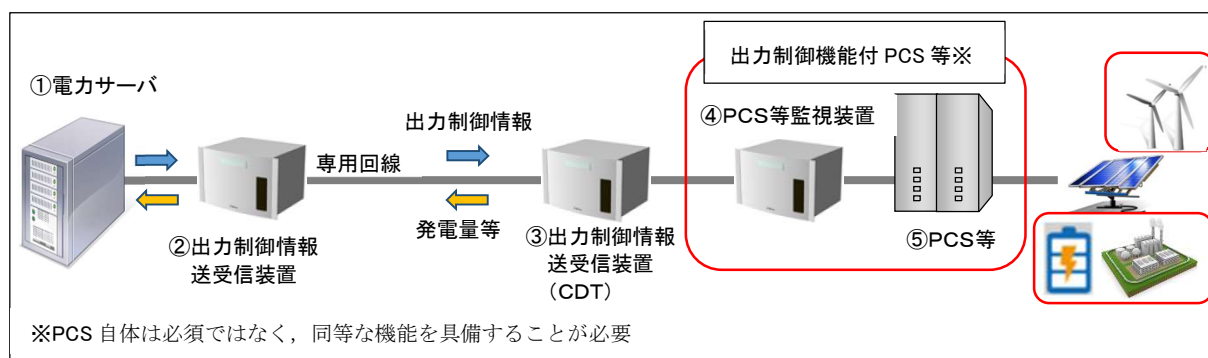 出力制御機能付 PCS 等※
①電力サーバ
出力制御情報
④PCS等監視装置
専用回線
②出力制御情報
送受信装置
発電量等
③出力制御情報
送受信装置
（CDT）
⑤PCS等
※PCS 自体は必須ではなく，同等な機能を具備することが必要